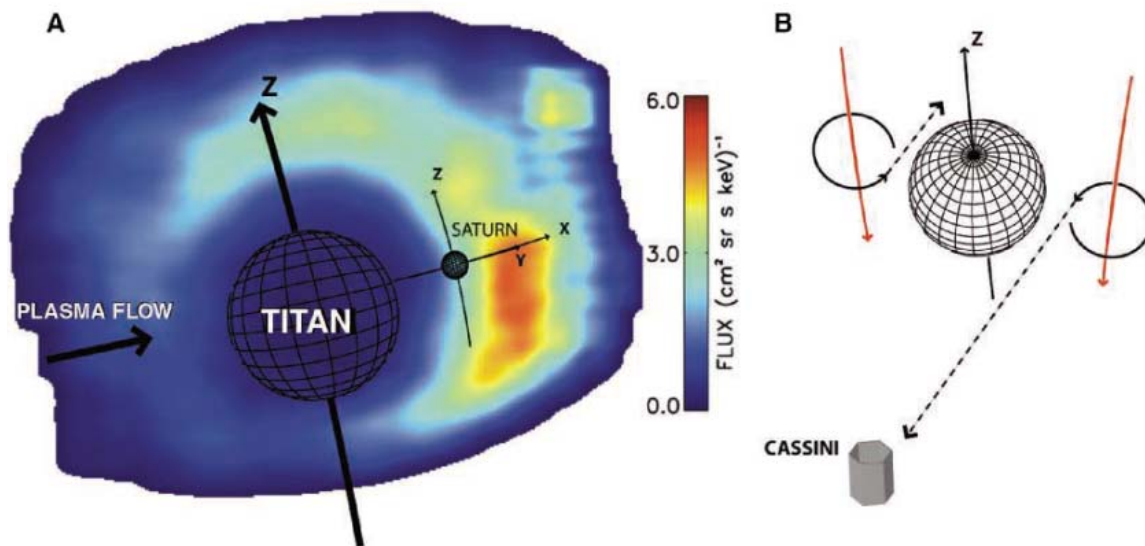 A
Z
Z
SATURN
X
Y
PLASMA FLOW
TITAN
6.0
3.0
0.0
FLUX (cm² sr s keV)⁻¹
B
Z
CASSINI